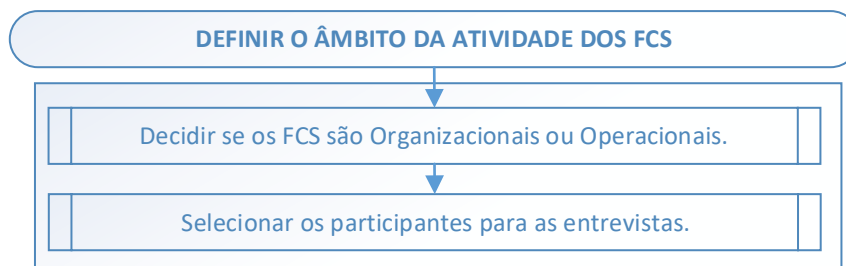 DEFINIR O ÂMBITO DA ATIVIDADE DOS FCS
Decidir se os FCS são Organizacionais ou Operacionais.
Selecionar os participantes para as entrevistas.